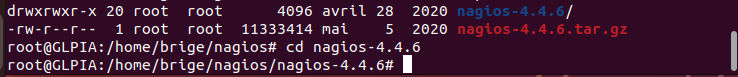 drwxrwxr-x 20 root root     4096 avril 28  2020 nagios-4.4.6/
-rw-r--r--  1 root root 11333414 mai    5  2020 nagios-4.4.6.tar.gz
root@GLPIA:/home/brige/nagios# cd nagios-4.4.6
root@GLPIA:/home/brige/nagios/nagios-4.4.6#